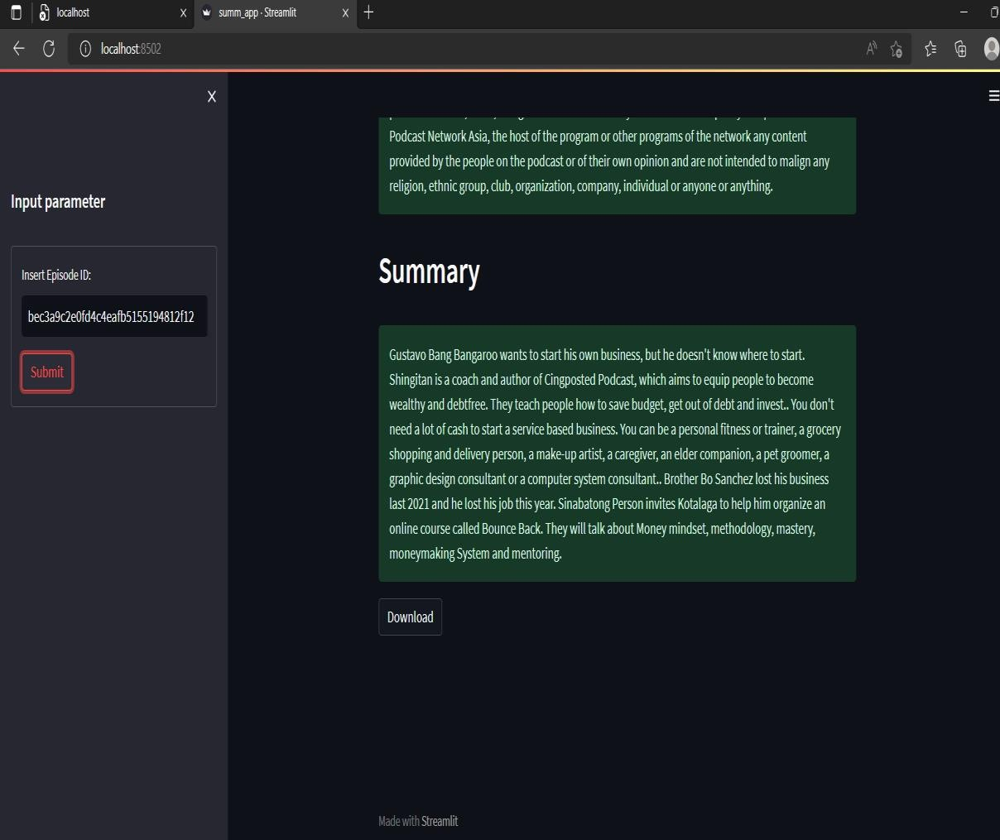 localhost
summ_app · Streamlit
localhost:8502
Input parameter
Insert Episode ID:
bec3a9c2e0fd4c4eafb5155194812f12
Submit
Podcast Network Asia, the host of the program or other programs of the network any content
provided by the people on the podcast or of their own opinion and are not intended to malign any
religion, ethnic group, club, organization, company, individual or anyone or anything.
Summary
Gustavo Bang Bangaroo wants to start his own business, but he doesn't know where to start.
Shingitan is a coach and author of Cingposted Podcast, which aims to equip people to become
wealthy and debtfree. They teach people how to save budget, get out of debt and invest.. You don't
need a lot of cash to start a service based business. You can be a personal fitness or trainer, a grocery
shopping and delivery person, a make-up artist, a caregiver, an elder companion, a pet groomer, a
graphic design consultant or a computer system consultant.. Brother Bo Sanchez lost his business
last 2021 and he lost his job this year. Sinabatong Person invites Kotalaga to help him organize an
online course called Bounce Back. They will talk about Money mindset, methodology, mastery,
moneymaking System and mentoring.
Download
Made with Streamlit